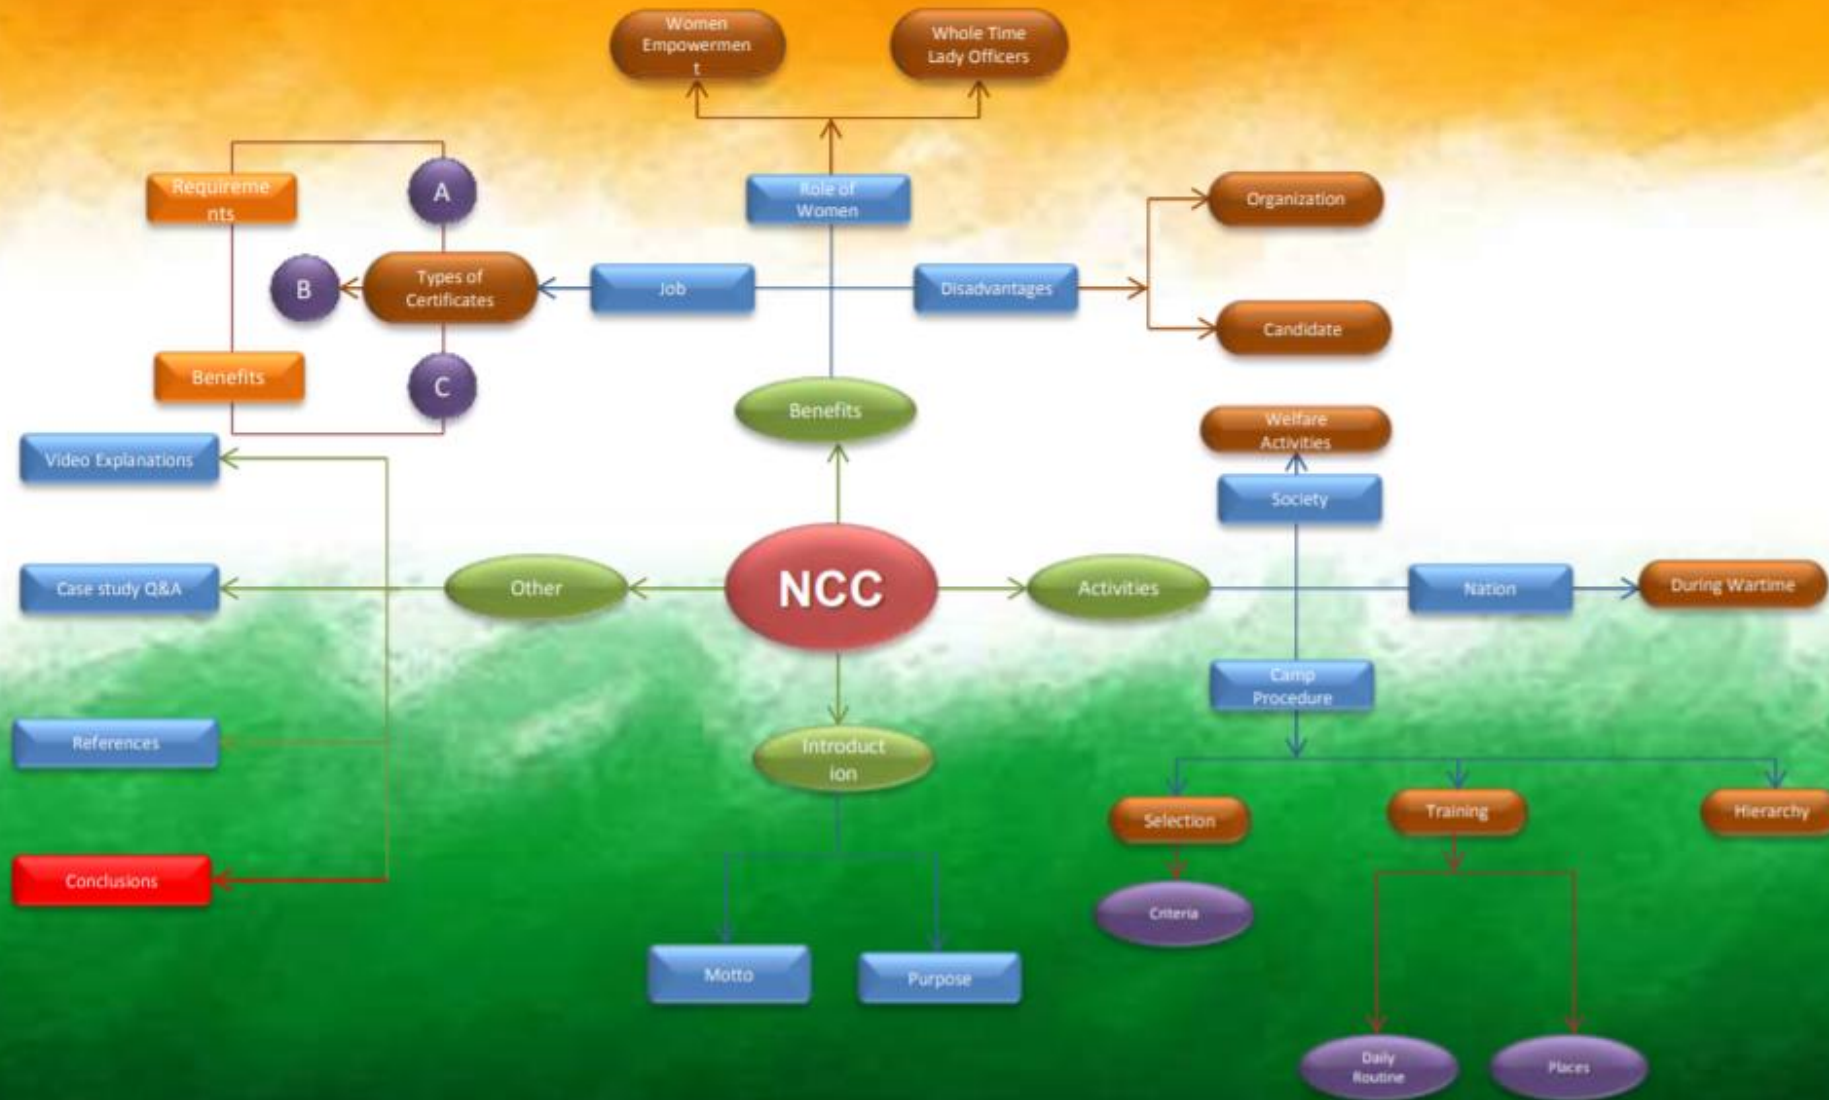 Women
Empowermen
t
Whole Time
Lady Officers
Requireme
nts
A
Role of
Women
Organization
B
Types of
Certificates
Job
Disadvantages
Candidate
Benefits
C
Benefits
Welfare
Activities
Video Explanations
Society
Case study Q&A
Other
NCC
Activities
Nation
During Wartime
Camp
Procedure
References
Introduct
ion
Selection
Training
Hierarchy
Conclusions
Criteria
Motto
Purpose
Daily
Routine
Places